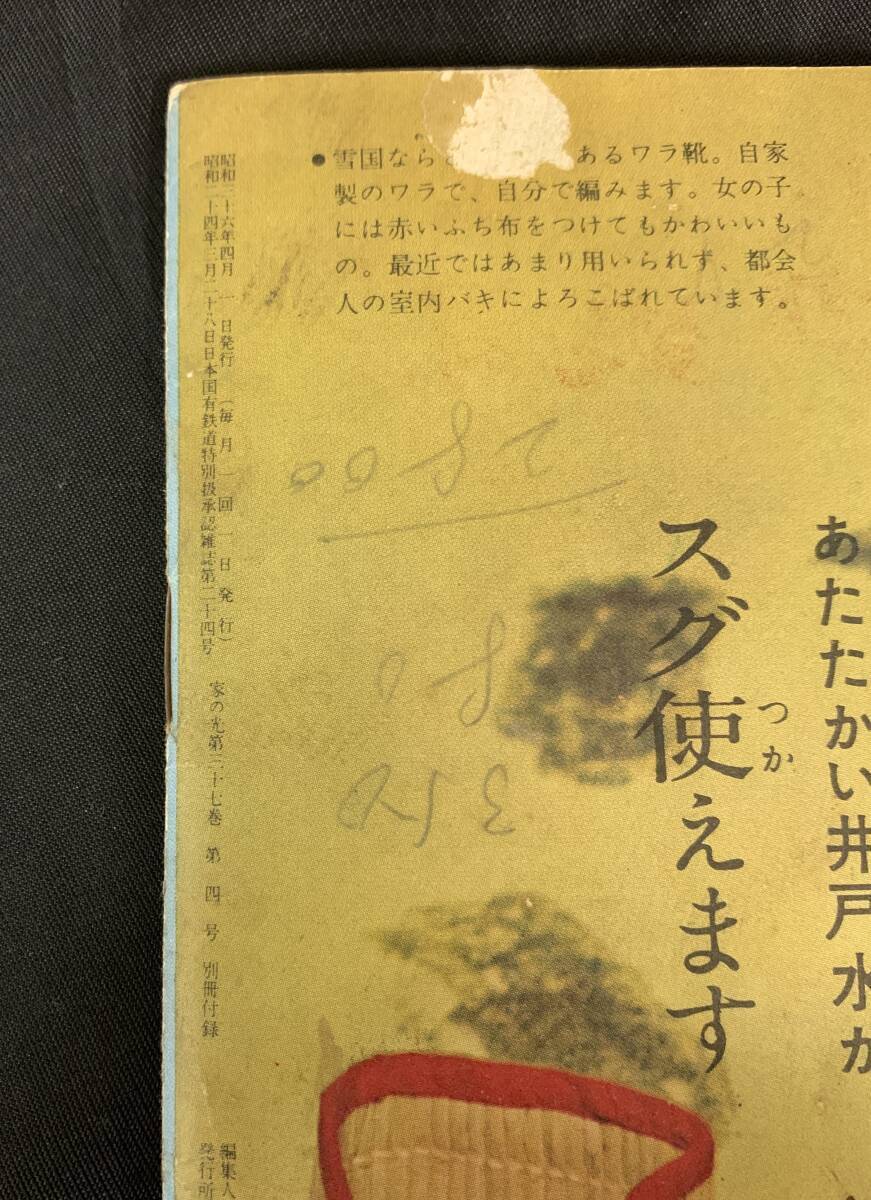 ●雪国なら あるワラ靴。自家
製のワラで、自分で編みます。女の子
には赤いふち布をつけてもかわいいも
の。最近ではあまり用いられず、都会
人の室内バキによろこばれています。
あたたかい井戸水が
スグ使えます
つか
昭和三十六年四月一日発行(毎月一回一日発行)
昭和二十四年三月二十八日日本国有鉄道特別扱承認雑誌第二十四号
家の光第三十七巻第四号別冊付録
編集人
発行所